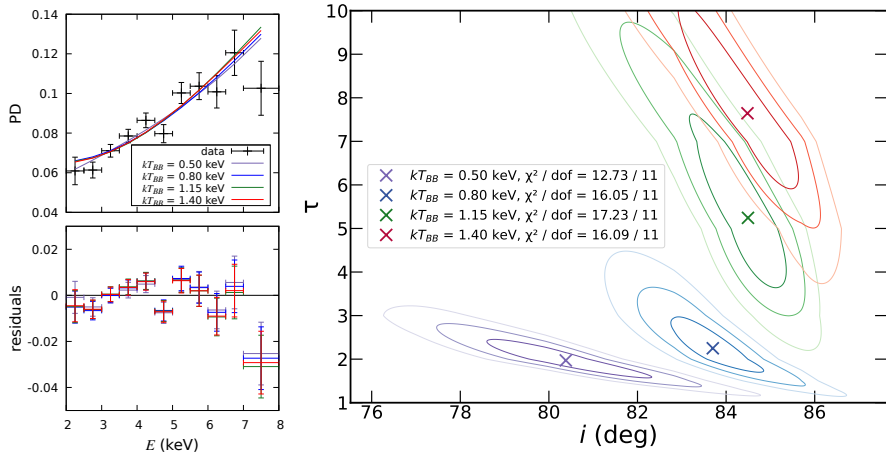 0.14
0.12
0.10
0.08
0.06
0.04
PD
data
kT_BB = 0.50 keV
kT_BB = 0.80 keV
kT_BB = 1.15 keV
kT_BB = 1.40 keV
0.02
0
-0.02
-0.04
residuals
2 3 4 5 6 7 8
E (keV)
10
9
8
7
6
5
4
3
2
1
τ
kT_BB = 0.50 keV, χ² / dof = 12.73 / 11
kT_BB = 0.80 keV, χ² / dof = 16.05 / 11
kT_BB = 1.15 keV, χ² / dof = 17.23 / 11
kT_BB = 1.40 keV, χ² / dof = 16.09 / 11
76 78 80 82 84 86
i (deg)